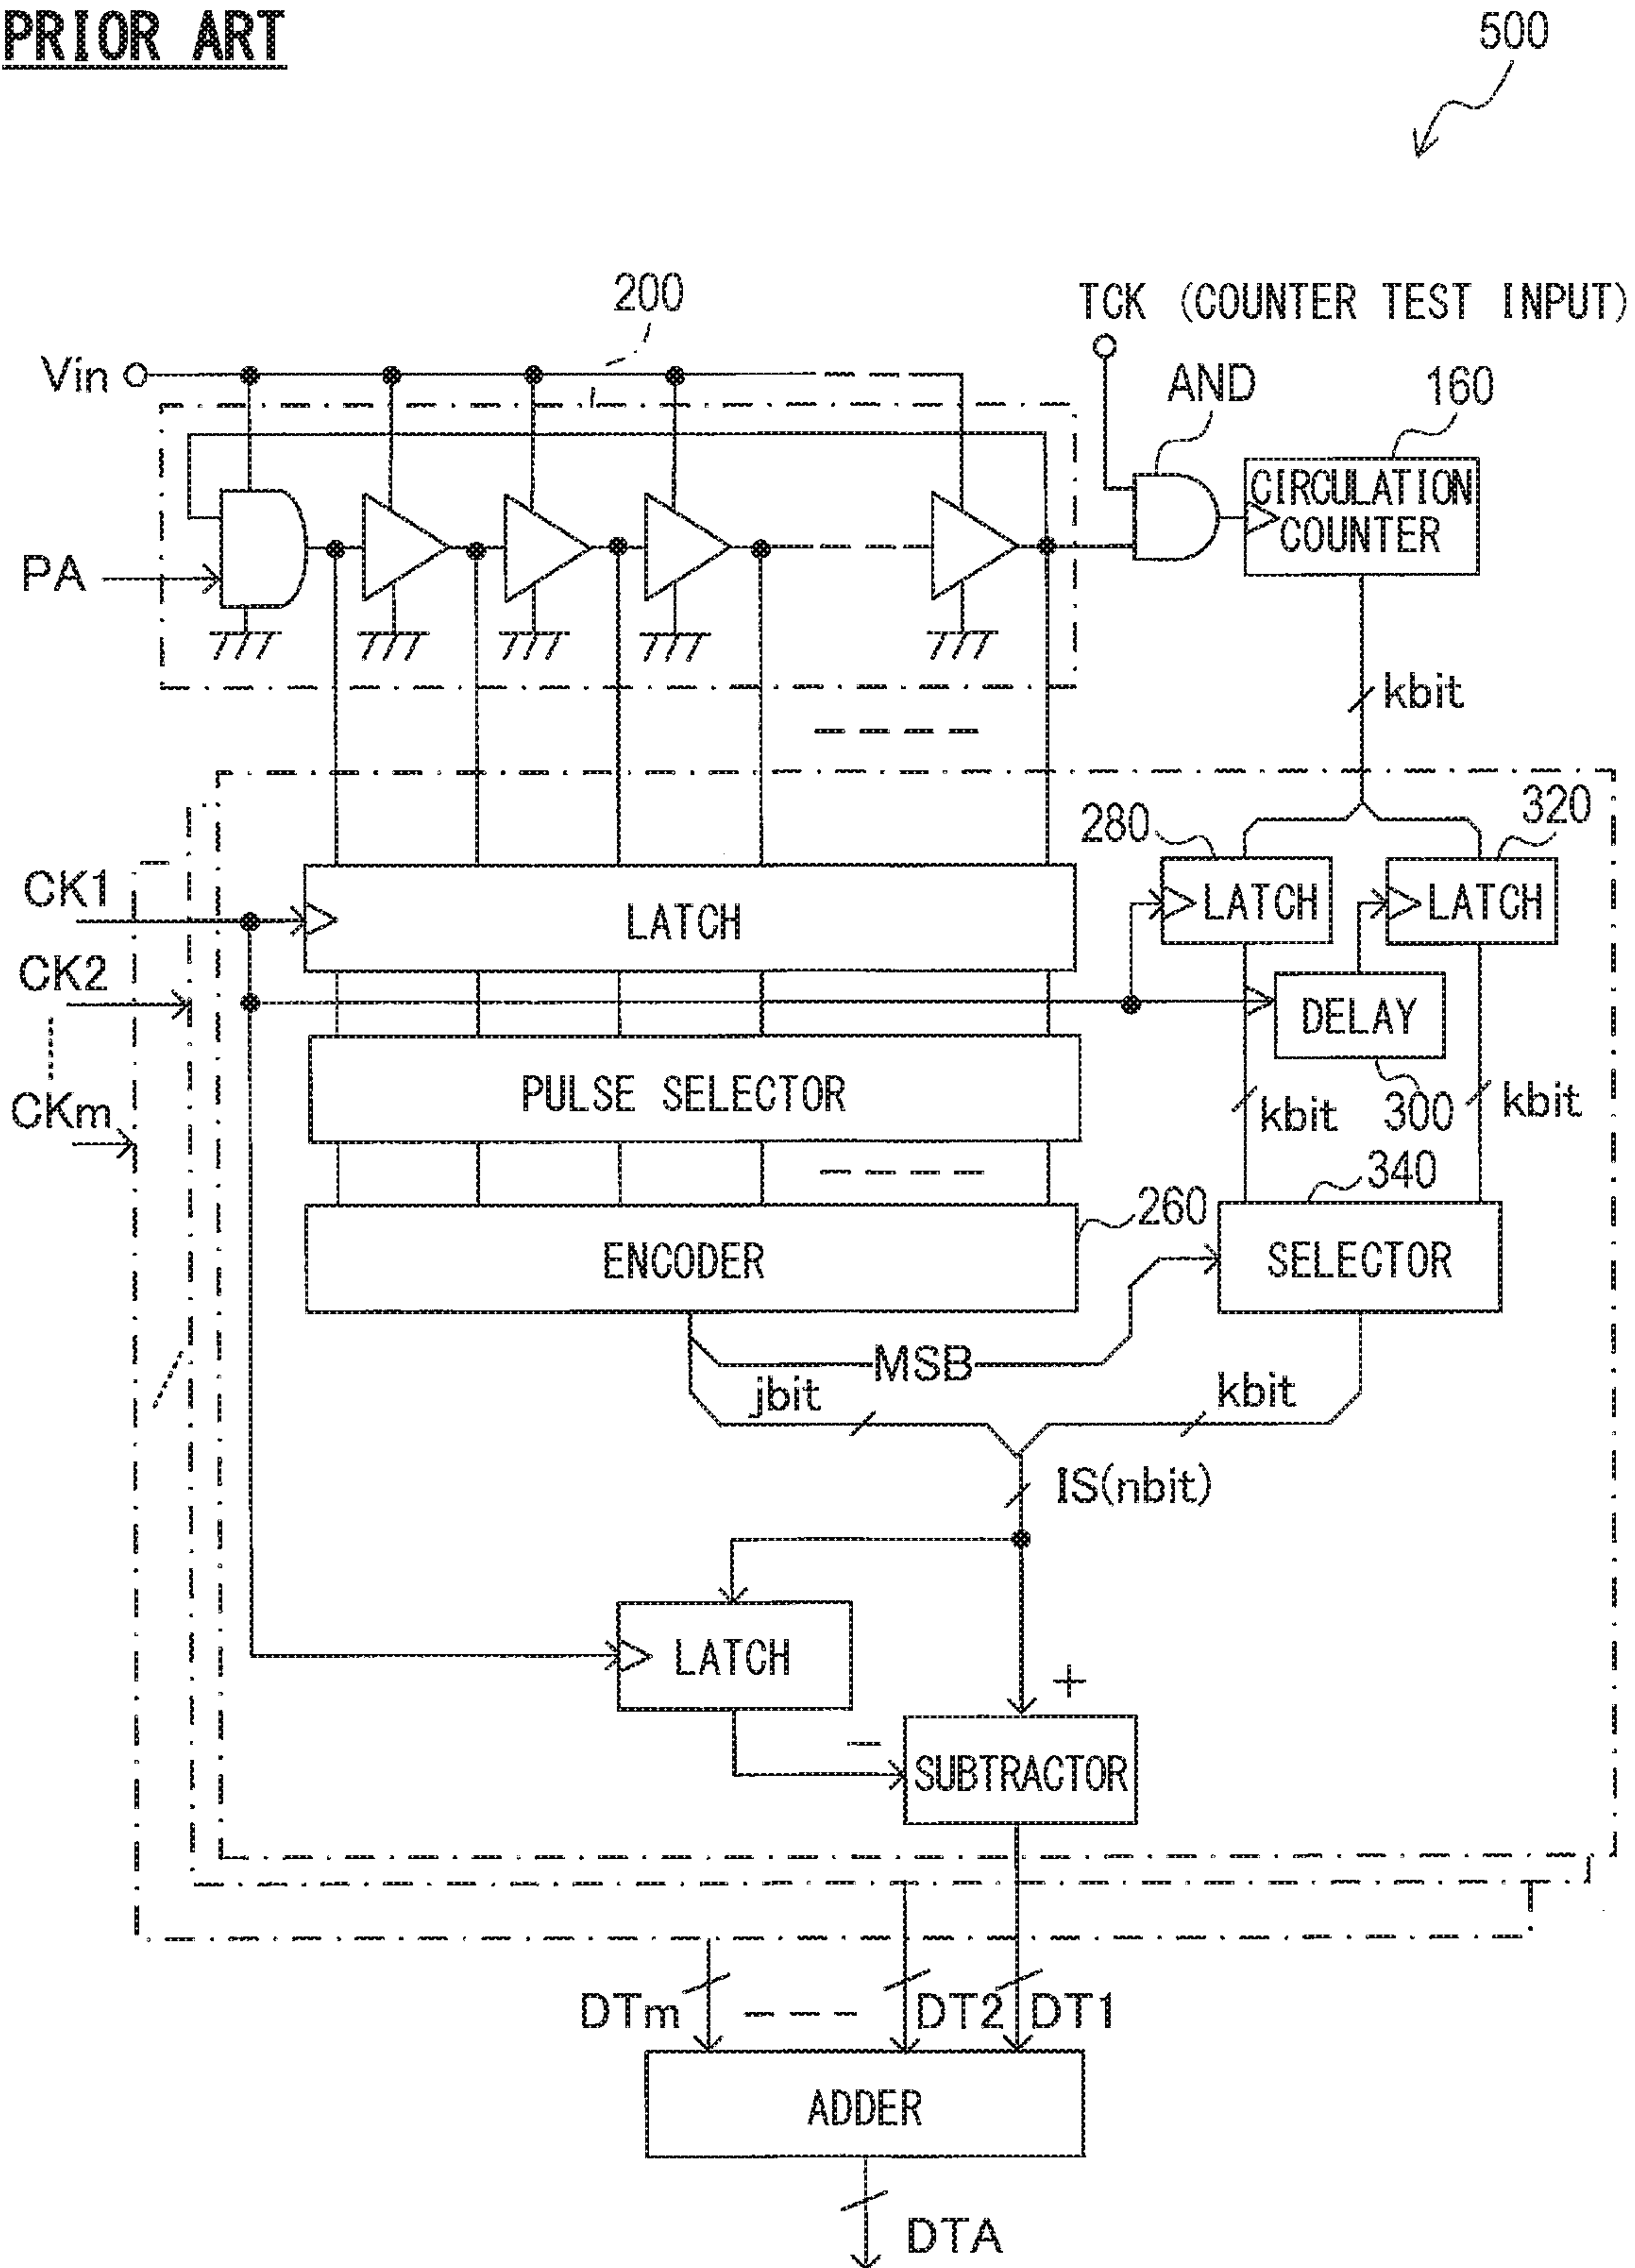 PRIOR ART
500
200
TCK (COUNTER TEST INPUT)
Vin
AND
160
CIRCULATION
COUNTER
PA
kbit
280
320
CK1
LATCH
LATCH
LATCH
CK2
DELAY
PULSE SELECTOR
CKm
kbit
300
kbit
340
260
ENCODER
SELECTOR
MSB
jbit
kbit
IS(nbit)
LATCH
+
−
SUBTRACTOR
DTm
DT2
DT1
ADDER
DTA